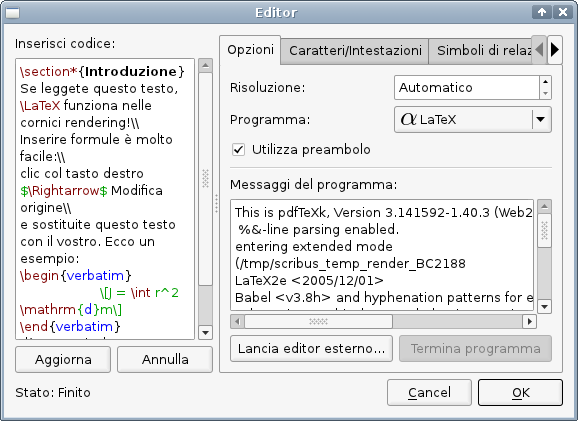 Editor
Inserisci codice:
\section*{Introduzione}
Se leggete questo testo,
\LaTeX funziona nelle
cornici rendering!\\
Inserire formule è molto
facile:\\
clic col tasto destro
$\Rightarrow$ Modifica
origine\\
e sostituite questo testo
con il vostro. Ecco un
esempio:
\begin{verbatim}
\[J = \int r^2
\mathrm{d}m\]
\end{verbatim}
Aggiorna
Annulla
Stato: Finito
Opzioni
Caratteri/Intestazioni
Simboli di relaz
Risoluzione:
Automatico
Programma:
αLaTeX
Utilizza preambolo
Messaggi del programma:
This is pdfTeXk, Version 3.141592-1.40.3 (Web2
%&-line parsing enabled.
entering extended mode
(/tmp/scribus_temp_render_BC2188
LaTeX2e <2005/12/01>
Babel <v3.8h> and hyphenation patterns for e
Lancia editor esterno...
Termina programma
Cancel
OK